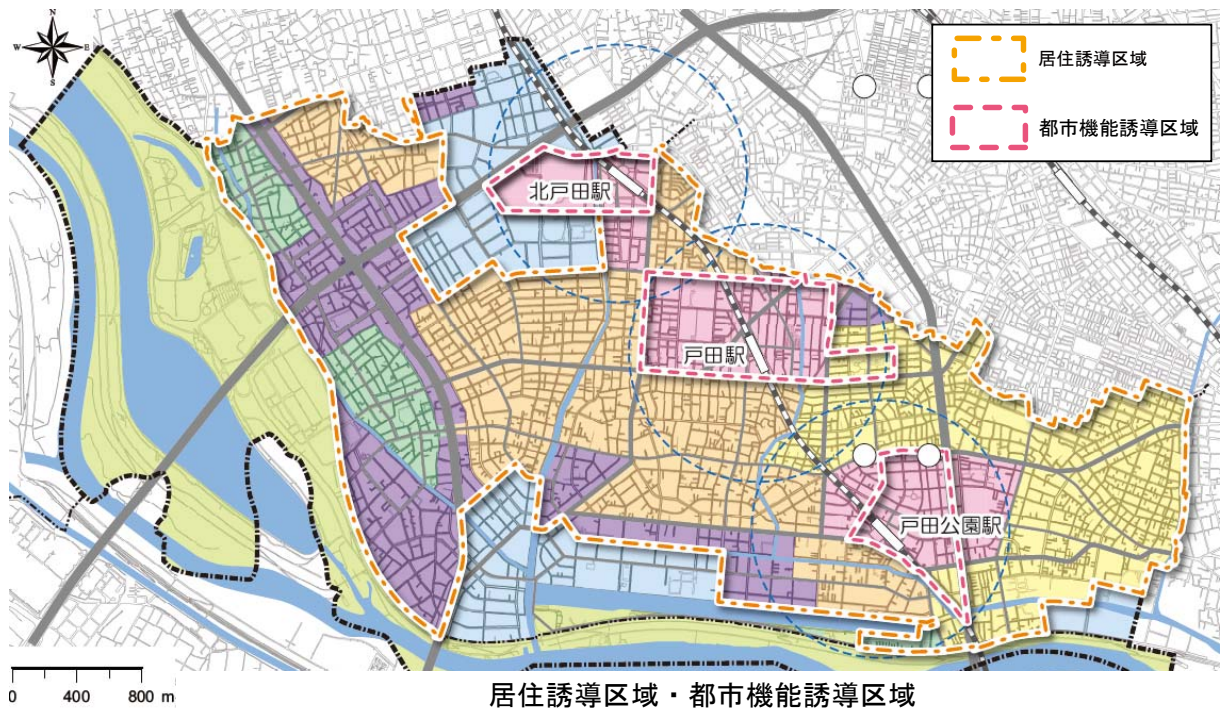 N
W
E
S
居住誘導区域
都市機能誘導区域
北戸田駅
戸田駅
戸田公園駅
0 400 800 m
居住誘導区域・都市機能誘導区域